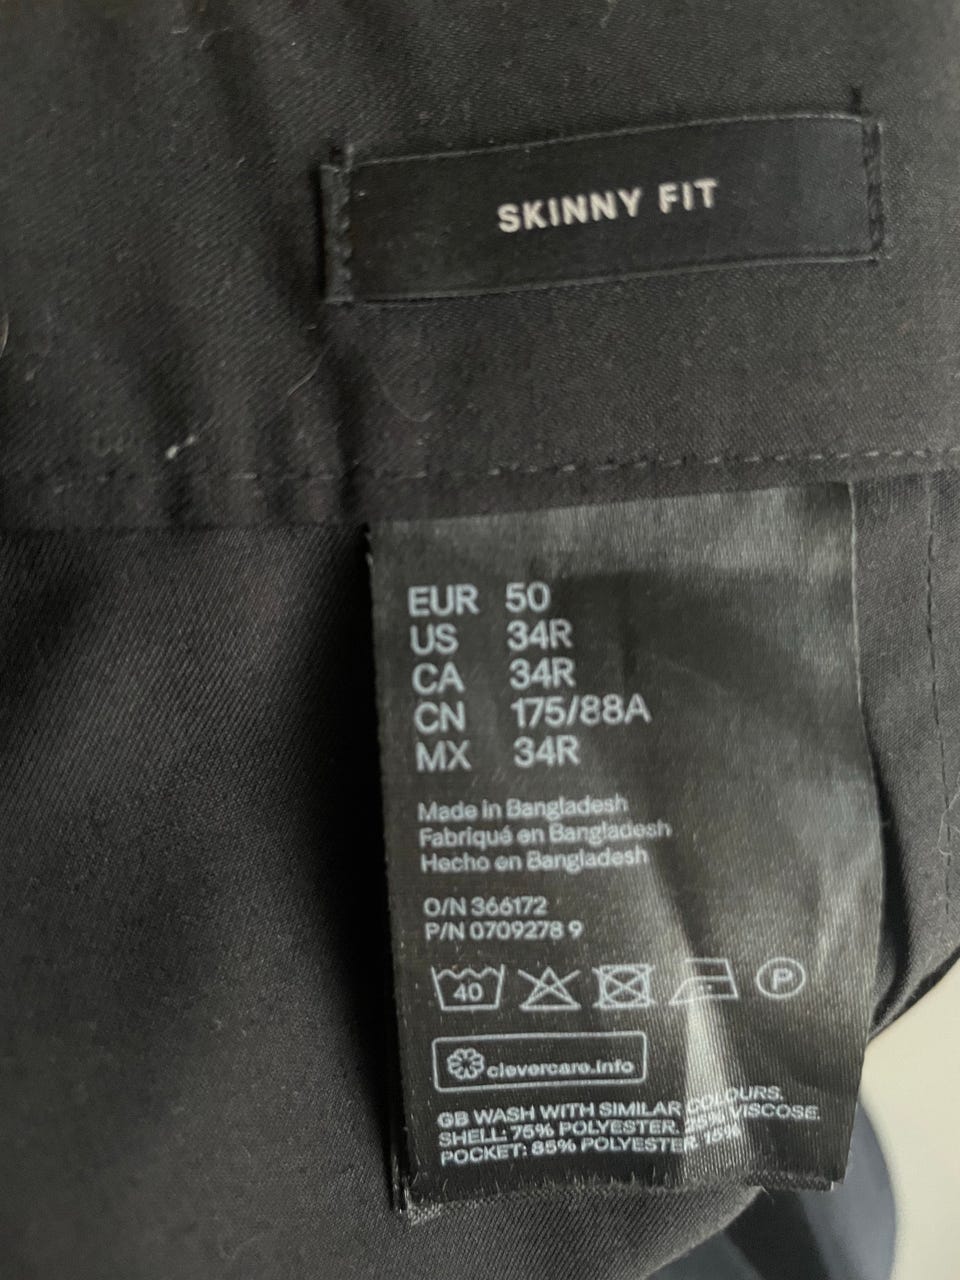 SKINNY FIT
EUR 50
US 34R
CA 34R
CN 175/88A
MX 34R
Made in Bangladesh
Fabriqué en Bangladesh
Hecho en Bangladesh
O/N 366172
P/N 0709278 9
40
P
clevercare.info
GB WASH WITH SIMILAR COLOURS.
SHELL: 75% POLYESTER. 25% VISCOSE
POCKET: 85% POLYESTER 15%